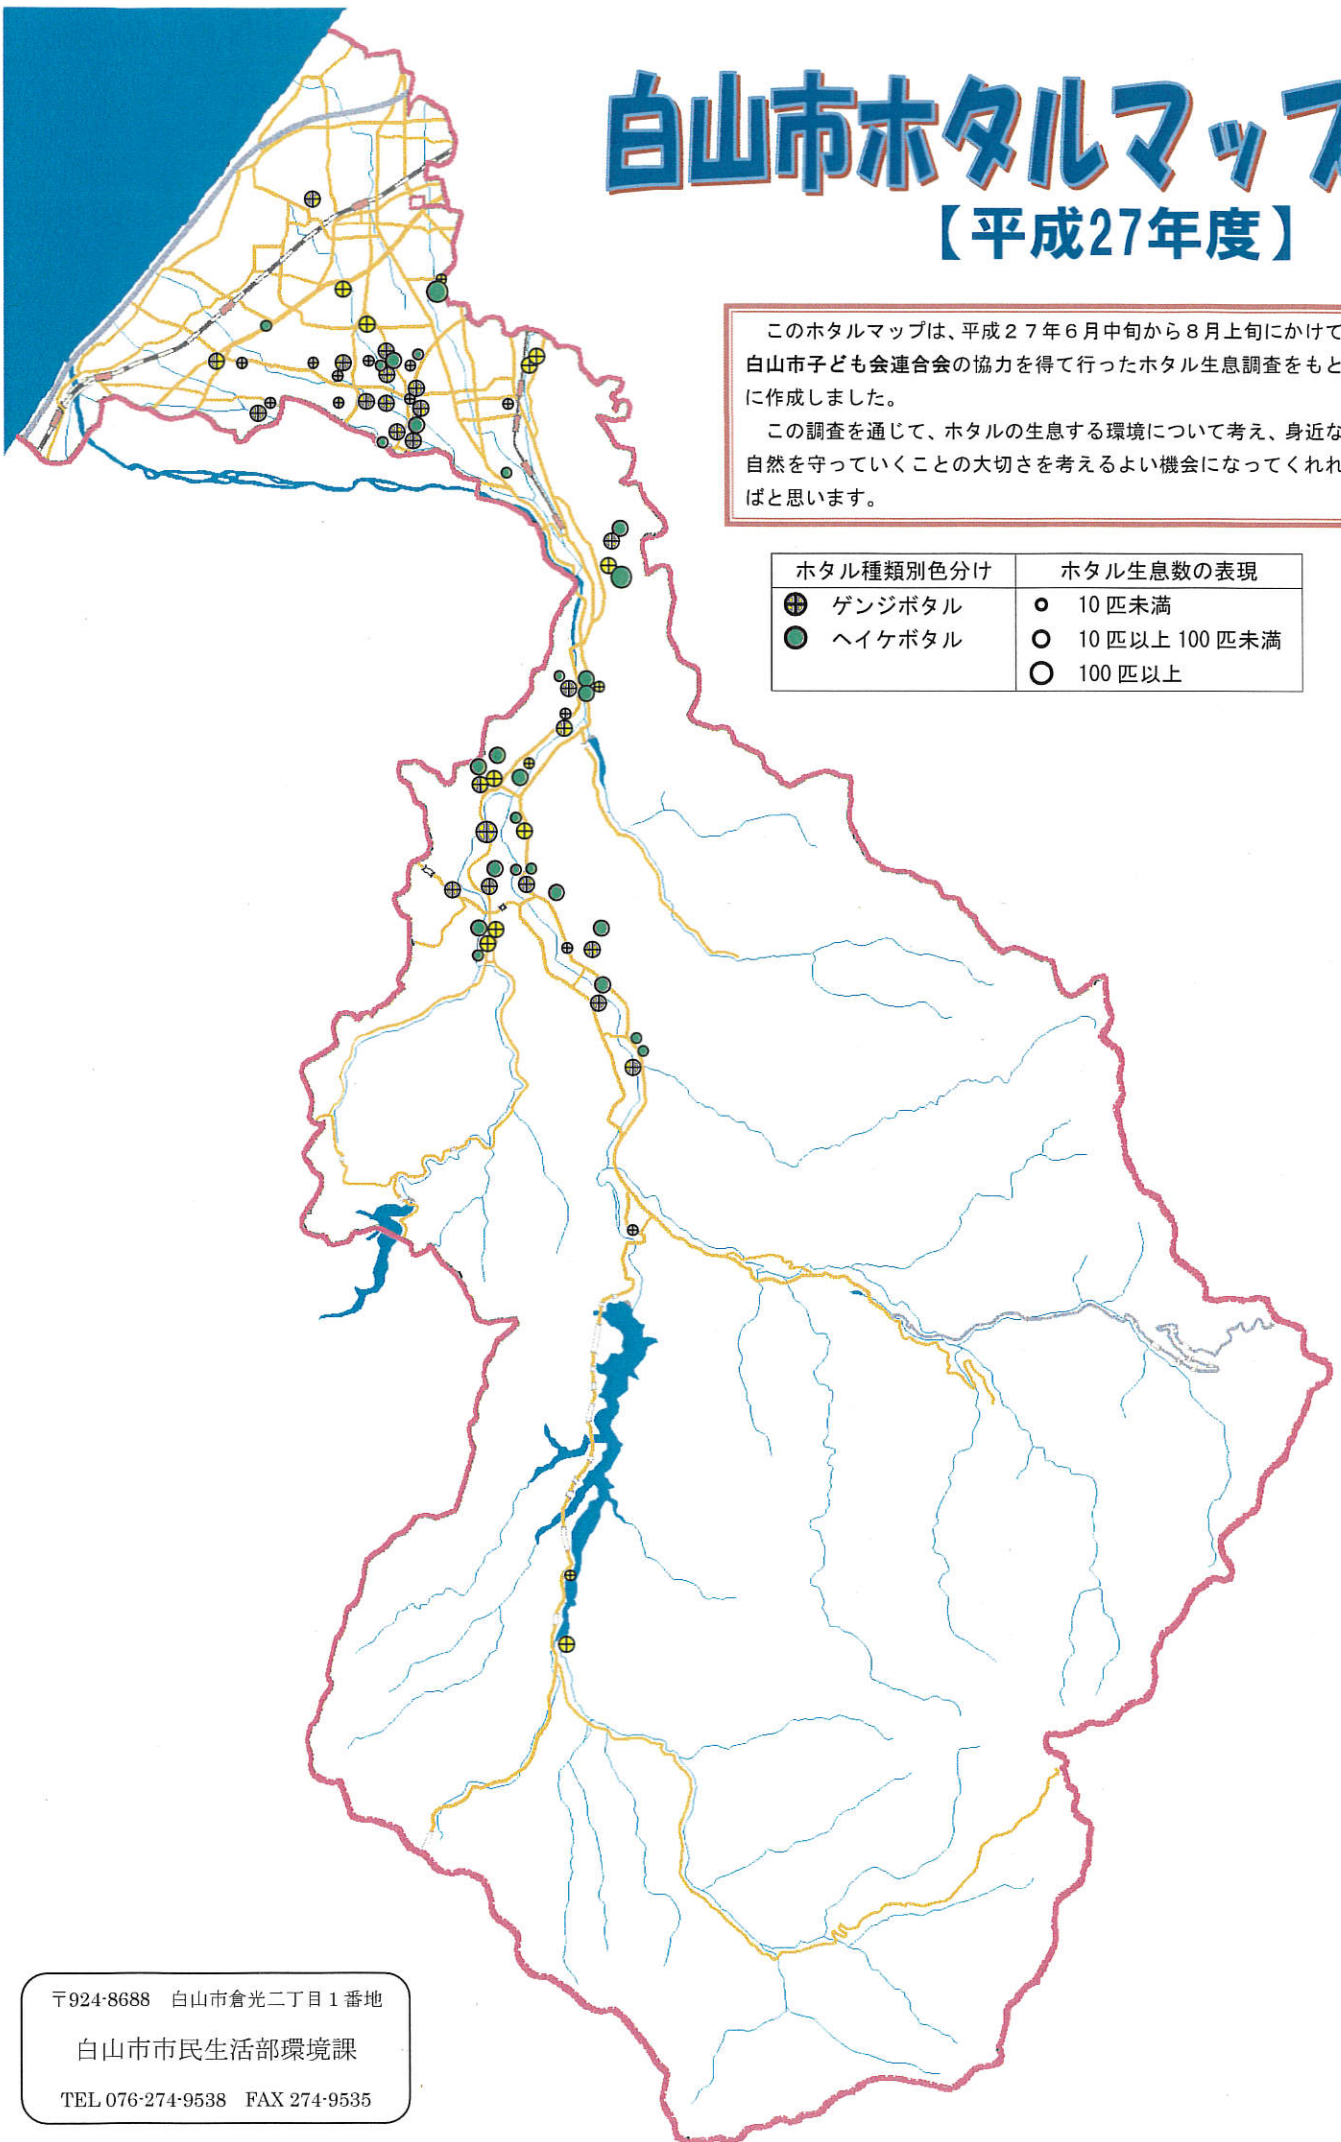 白山市ホタルマップ
【平成27年度】
このホタルマップは、平成２７年６月中旬から８月上旬にかけて
白山市子ども会連合会の協力を得て行ったホタル生息調査をもと
に作成しました。
この調査を通じて、ホタルの生息する環境について考え、身近な
自然を守っていくことの大切さを考えるよい機会になってくれれ
ばと思います。
ホタル種類別色分け ホタル生息数の表現
ゲンジボタル 10 匹未満
ヘイケボタル 10 匹以上 100 匹未満
100 匹以上
〒924-8688 白山市倉光二丁目１番地
白山市市民生活部環境課
TEL 076-274-9538 FAX 274-9535